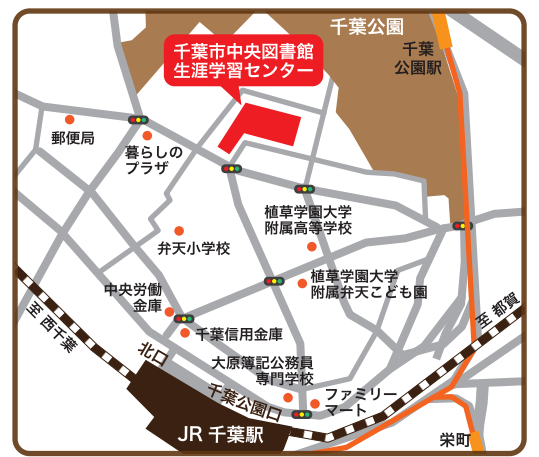 千葉公園
千葉市中央図書館
生涯学習センター
千葉
公園駅
郵便局
暮らしの
プラザ
植草学園大学
附属高等学校
弁天小学校
植草学園大学
附属弁天こども園
中央労働
金庫
至 西千葉
至 都賀
千葉信用金庫
北口
大原簿記公務員
専門学校
千葉公園口
ファミリー
マート
JR 千葉駅
栄町